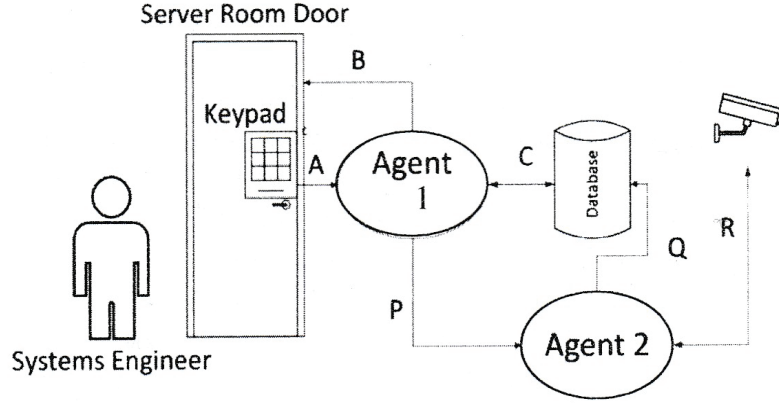 Server Room Door
B
Keypad
A
Agent
1
C
Database
R
Q
P
Agent 2
Systems Engineer